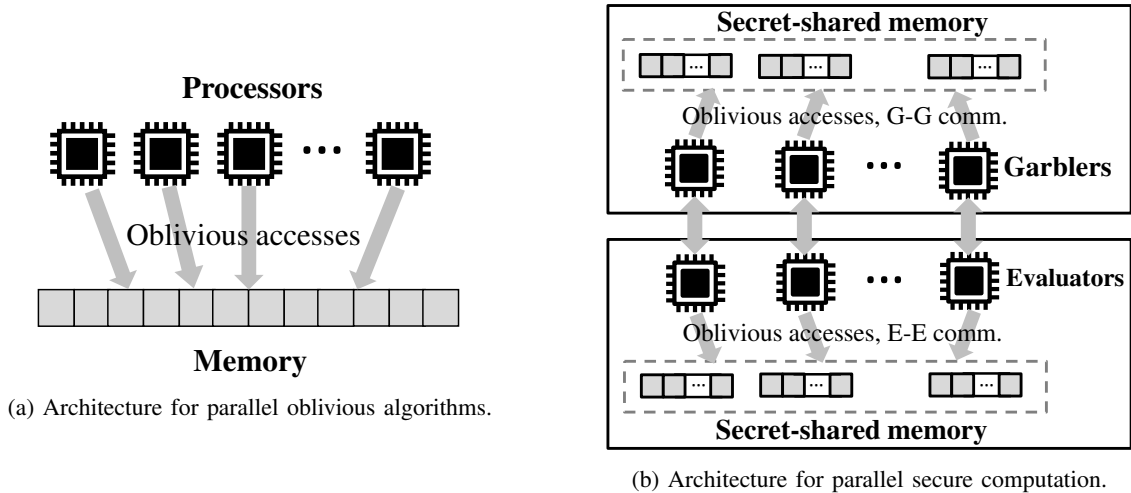 Processors
...
Oblivious accesses
Memory
(a) Architecture for parallel oblivious algorithms.
Secret-shared memory
... ... ...
Oblivious accesses, G-G comm.
...
Garblers
...
Evaluators
Oblivious accesses, E-E comm.
... ... ...
Secret-shared memory
(b) Architecture for parallel secure computation.